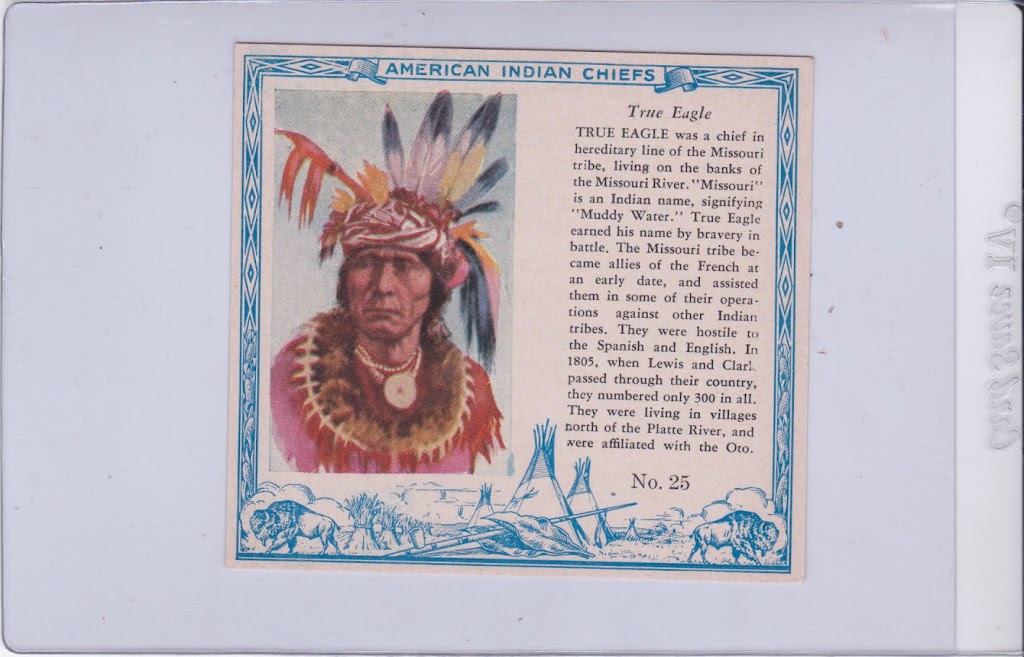 AMERICAN INDIAN CHIEFS
True Eagle
TRUE EAGLE was a chief in
hereditary line of the Missouri
tribe, living on the banks of
the Missouri River. "Missouri"
is an Indian name, signifying
"Muddy Water." True Eagle
earned his name by bravery in
battle. The Missouri tribe be-
came allies of the French at
an early date, and assisted
them in some of their opera-
tions against other Indian
tribes. They were hostile to
the Spanish and English. In
1805, when Lewis and Clark
passed through their country,
they numbered only 300 in all.
They were living in villages
north of the Platte River, and
were affiliated with the Oto.
No. 25